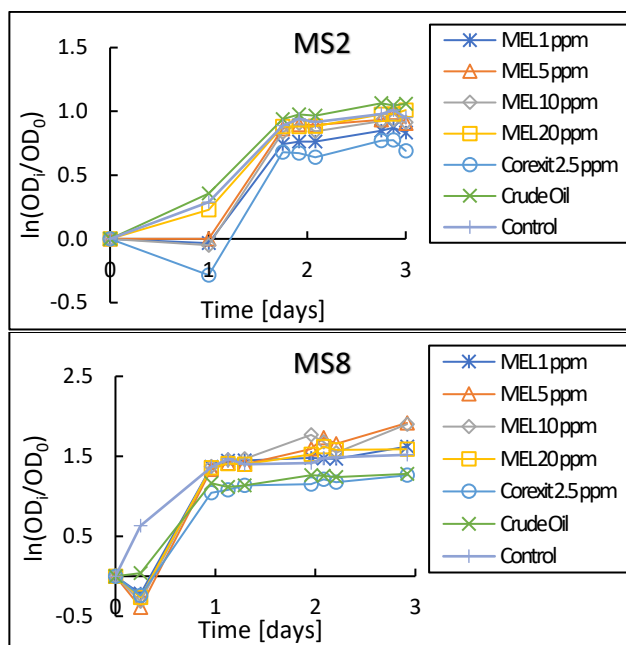 MS2
1.5
1.0
0.5
0.0
-0.5
ln(ODi/OD0)
0 1 2 3
Time [days]
MEL 1 ppm
MEL 5 ppm
MEL 10 ppm
MEL 20 ppm
Corexit 2.5 ppm
Crude Oil
Control
MS8
2.5
1.5
0.5
-0.5
ln(ODi/OD0)
0 1 2 3
Time [days]
MEL 1 ppm
MEL 5 ppm
MEL 10 ppm
MEL 20 ppm
Corexit 2.5 ppm
Crude Oil
Control